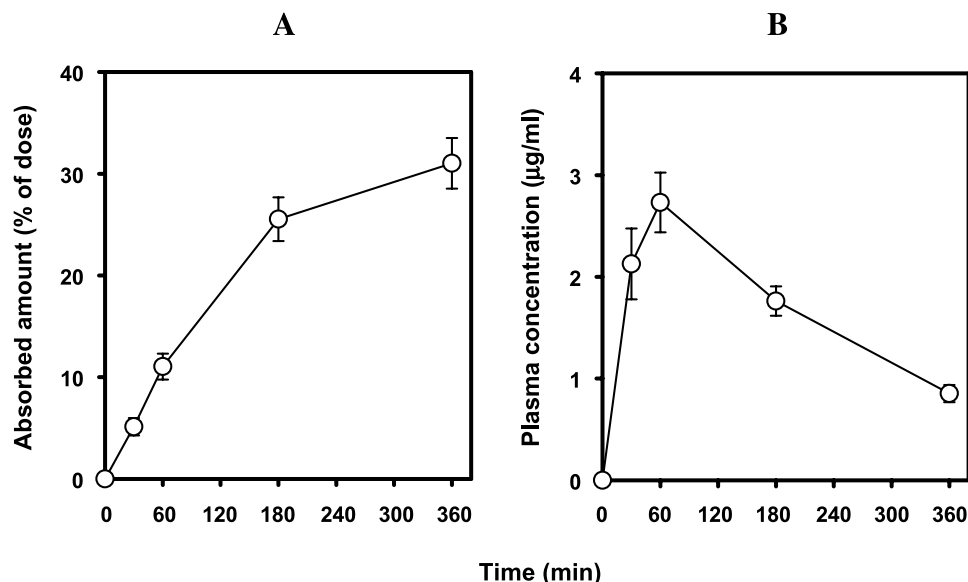 A
B
Absorbed amount (% of dose)
40
30
20
10
0
0 60 120 180 240 300 360
Plasma concentration (μg/ml)
4
3
2
1
0
0 60 120 180 240 300 360
Time (min)